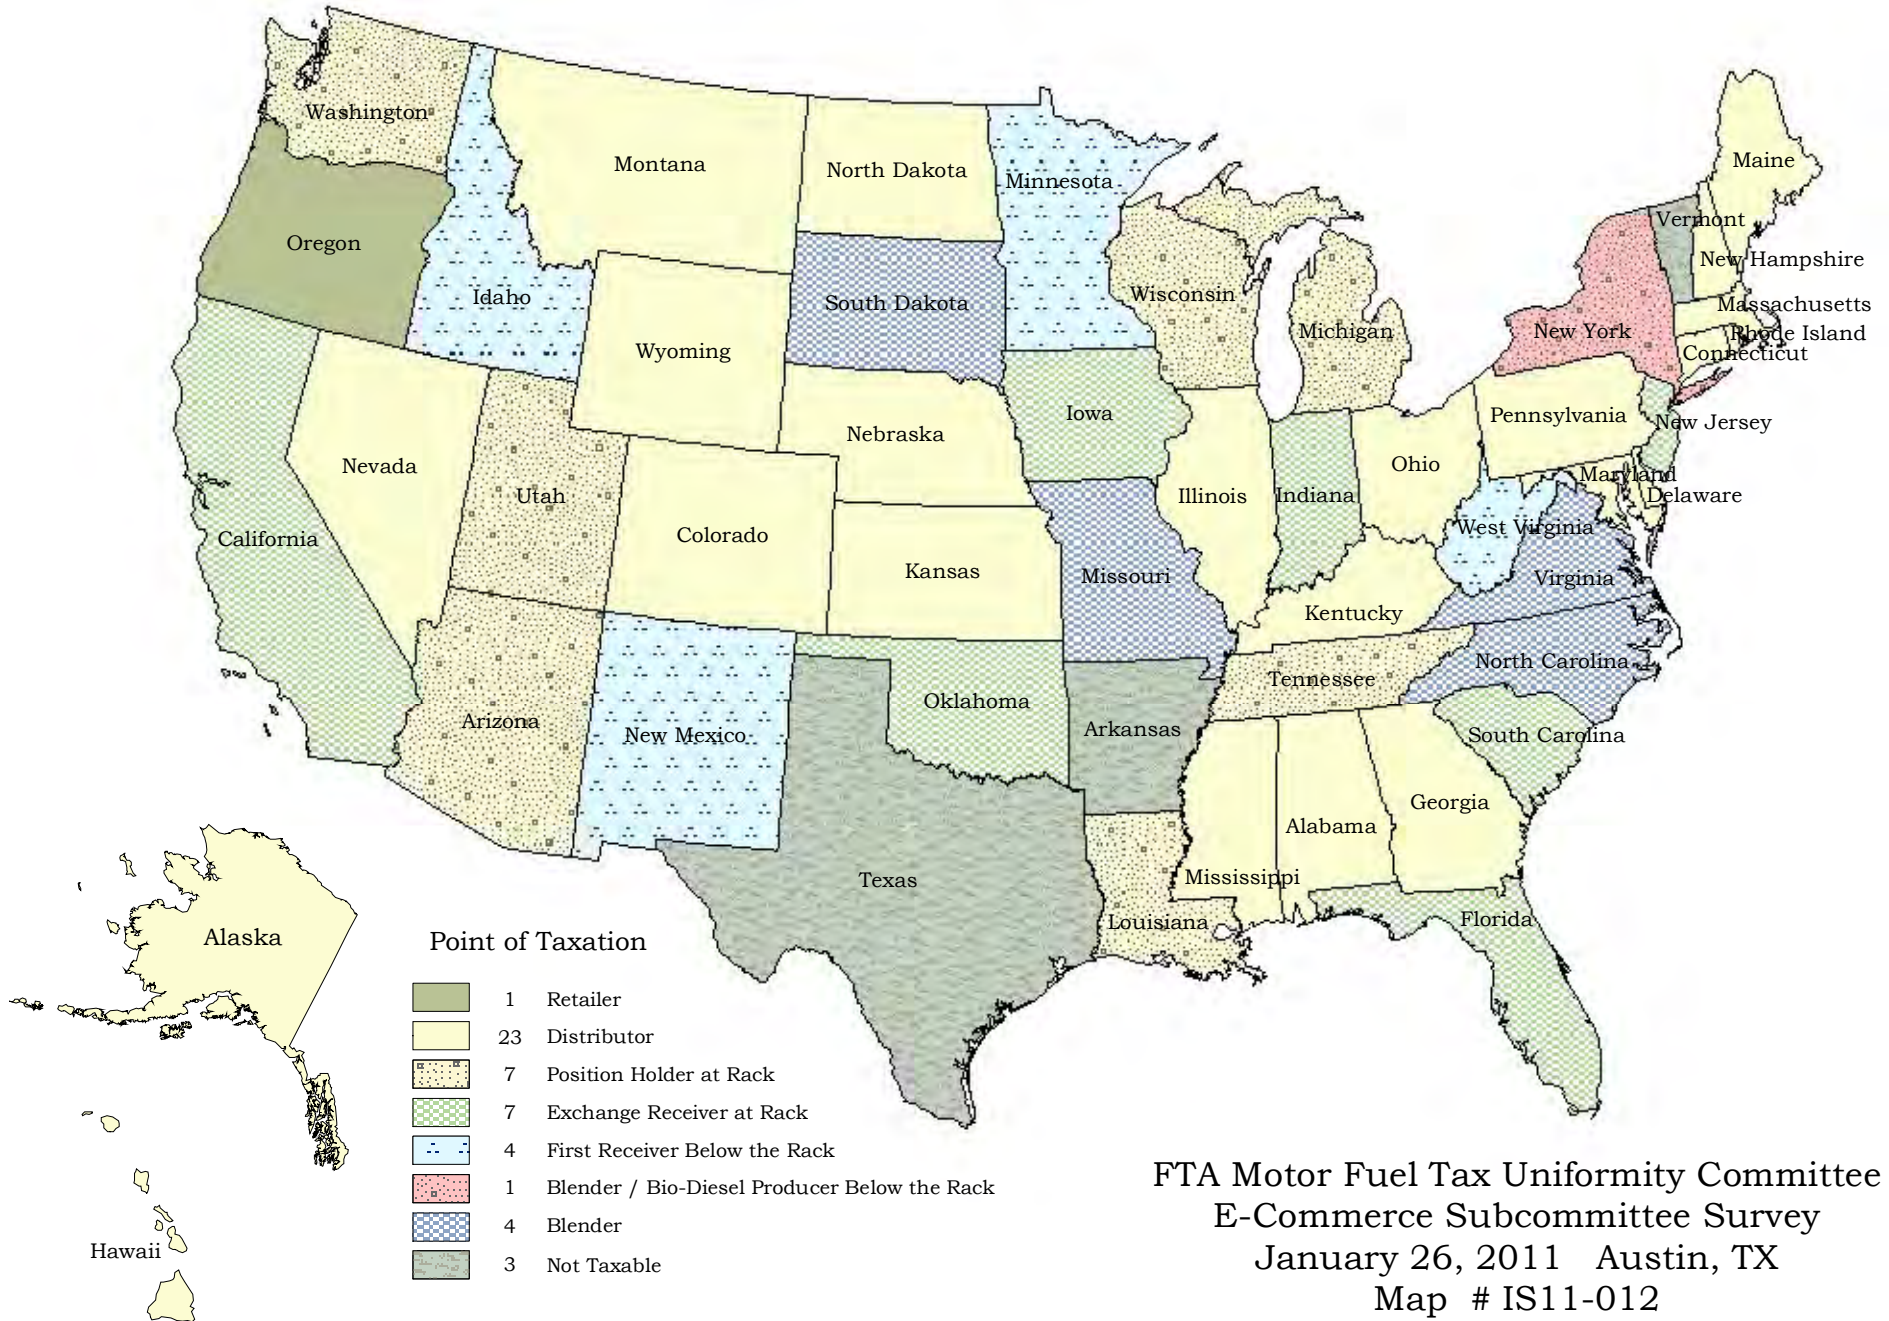 Washington
Montana
North Dakota
Minnesota
Maine
Vermont
Oregon
New Hampshire
Idaho
South Dakota
Wisconsin
Massachusetts
Michigan
New York
Rhode Island
Wyoming
Connecticut
Iowa
Pennsylvania
New Jersey
Nebraska
Nevada
Ohio
Utah
Illinois
Indiana
Maryland
Delaware
California
Colorado
West Virginia
Kansas
Missouri
Virginia
Kentucky
North Carolina
Tennessee
Oklahoma
Arizona
New Mexico
Arkansas
South Carolina
Georgia
Alabama
Texas
Mississippi
Louisiana
Florida
Alaska
Hawaii
Point of Taxation
1 Retailer
23 Distributor
7 Position Holder at Rack
7 Exchange Receiver at Rack
4 First Receiver Below the Rack
1 Blender / Bio-Diesel Producer Below the Rack
4 Blender
3 Not Taxable
FTA Motor Fuel Tax Uniformity Committee
E-Commerce Subcommittee Survey
January 26, 2011 Austin, TX
Map # IS11-012